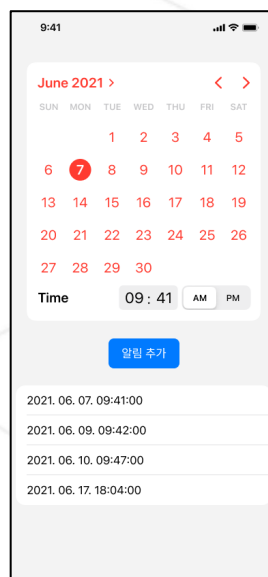 9:41
June 2021 >
< >
SUN MON TUE WED THU FRI SAT
1 2 3 4 5
6 7 8 9 10 11 12
13 14 15 16 17 18 19
20 21 22 23 24 25 26
27 28 29 30
Time 09 : 41 AM PM
알림 추가
2021. 06. 07. 09:41:00
2021. 06. 09. 09:42:00
2021. 06. 10. 09:47:00
2021. 06. 17. 18:04:00